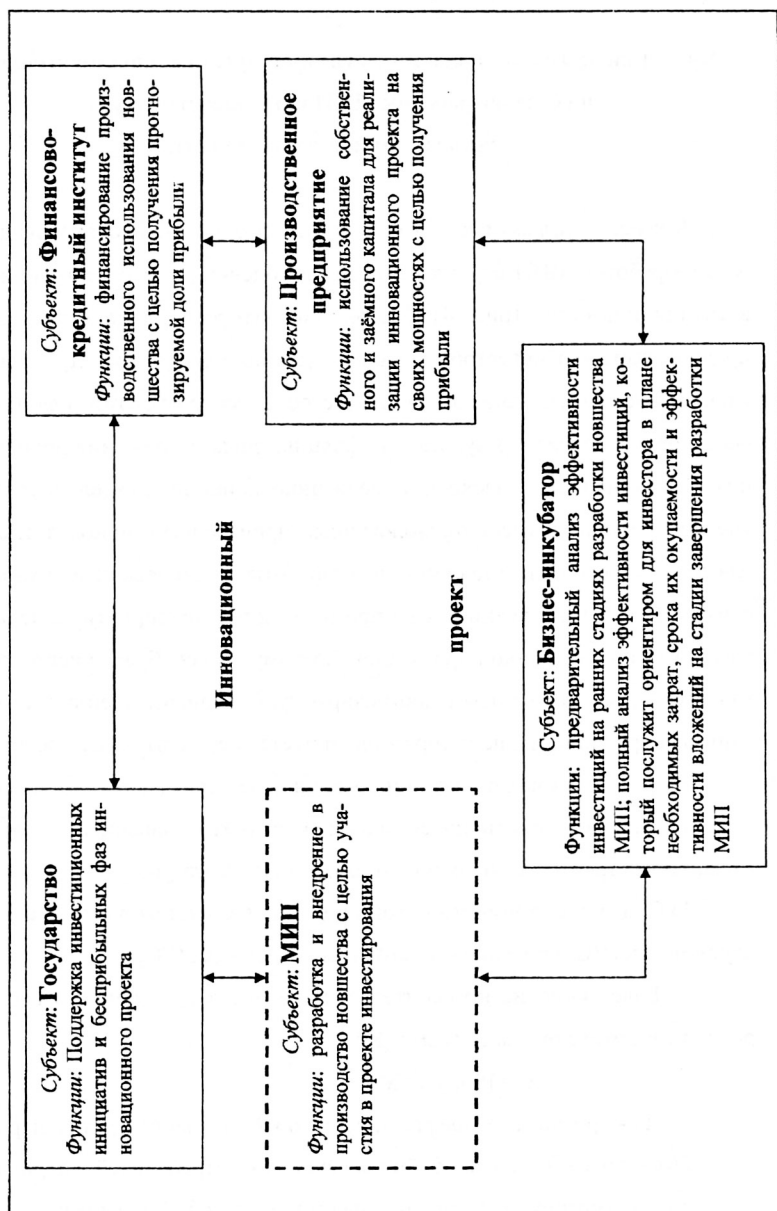 Субъект: Государство
Функции: Поддержка инвестиционных
инициатив и бесприбыльных фаз ин-
новационного проекта
Субъект: Финансово-
кредитный институт
Функции: финансирование произ-
водственного использования нов-
шества с целью получения прогно-
зируемой доли прибыли
Инновационный
Субъект: МИП
Функции: разработка и внедрение в
производство новшества с целью уча-
стия в проекте инвестирования
Субъект: Производственное
предприятие
Функции: использование собствен-
ного и заёмного капитала для реали-
зации инновационного проекта на
своих мощностях с целью получения
прибыли
проект
Субъект: Бизнес-инкубатор
Функции: предварительный анализ эффективности
инвестиций на ранних стадиях разработки новшества
МИП; полный анализ эффективности инвестиций, ко-
торый послужит ориентиром для инвестора в плане
необходимых затрат, срока их окупаемости и эффек-
тивности вложений на стадии завершения разработки
МИП